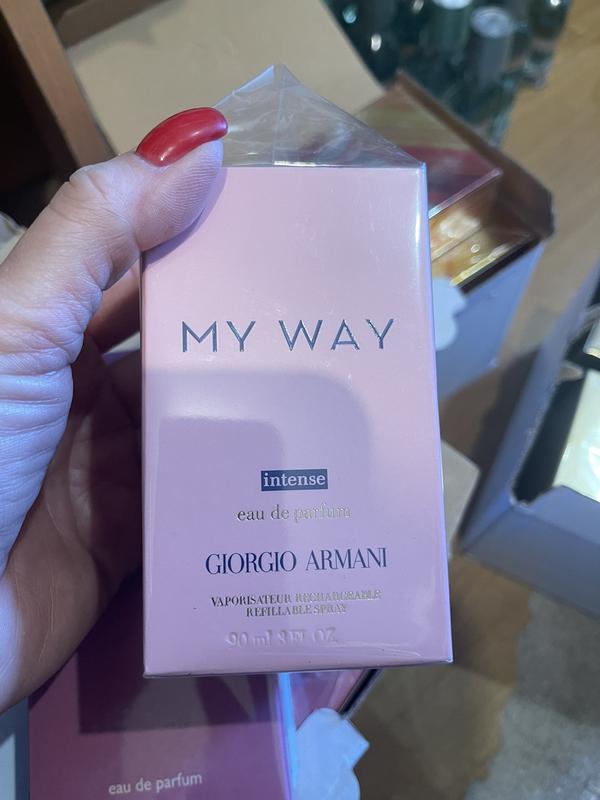 MY WAY
intense
eau de parfum
GIORGIO ARMANI
VAPORISATEUR RECHARGEABLE
REFILLABLE SPRAY
90 ml 3 FL. OZ.
eau de parfum